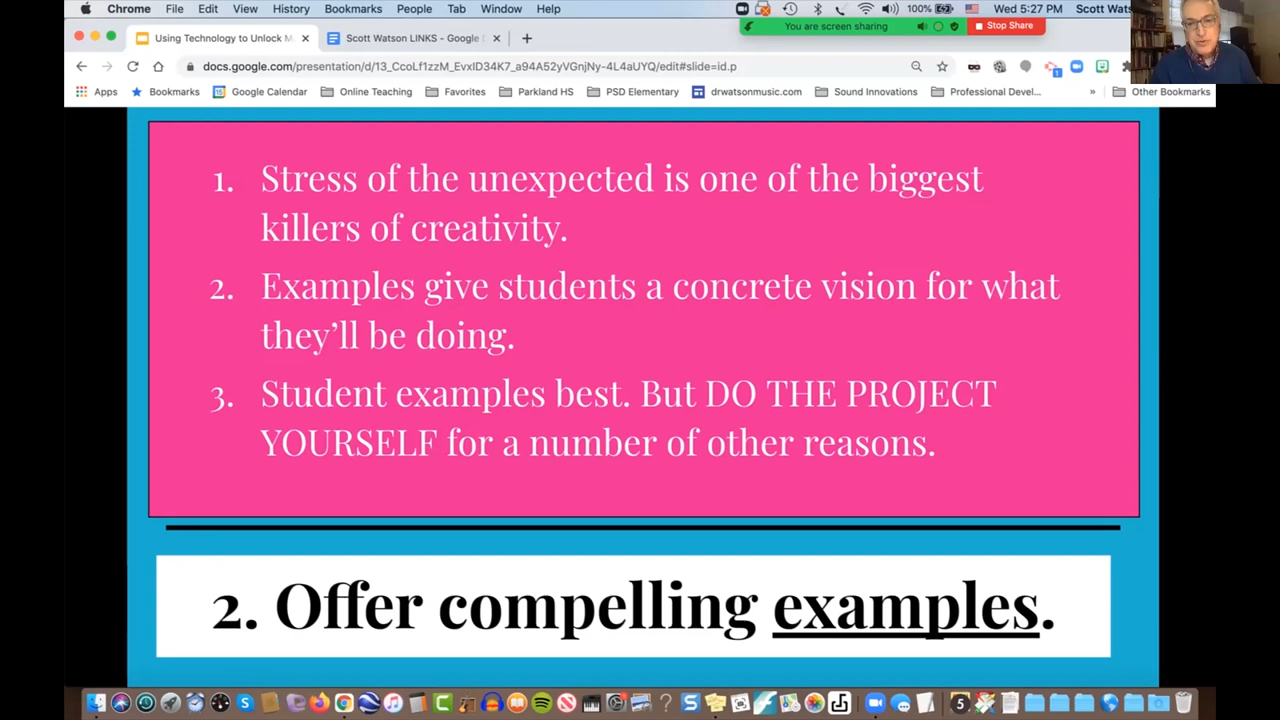 Chrome File Edit View History Bookmarks People Tab Window Help 100% Wed 5:27 PM Scott Wats
You are screen sharing Stop Share
Using Technology to Unlock M Scott Watson LINKS - Google
docs.google.com/presentation/d/13_CcoLf1zzM_EvxID34K7_a94A52yVGnjNy-4L4aUYQ/edit#slide=id.p
Apps Bookmarks Google Calendar Online Teaching Favorites Parkland HS PSD Elementary drwatsonmusic.com Sound Innovations Professional Devel... » Other Bookmarks
1. Stress of the unexpected is one of the biggest
killers of creativity.
2. Examples give students a concrete vision for what
they’ll be doing.
3. Student examples best. But DO THE PROJECT
YOURSELF for a number of other reasons.
2. Offer compelling examples.